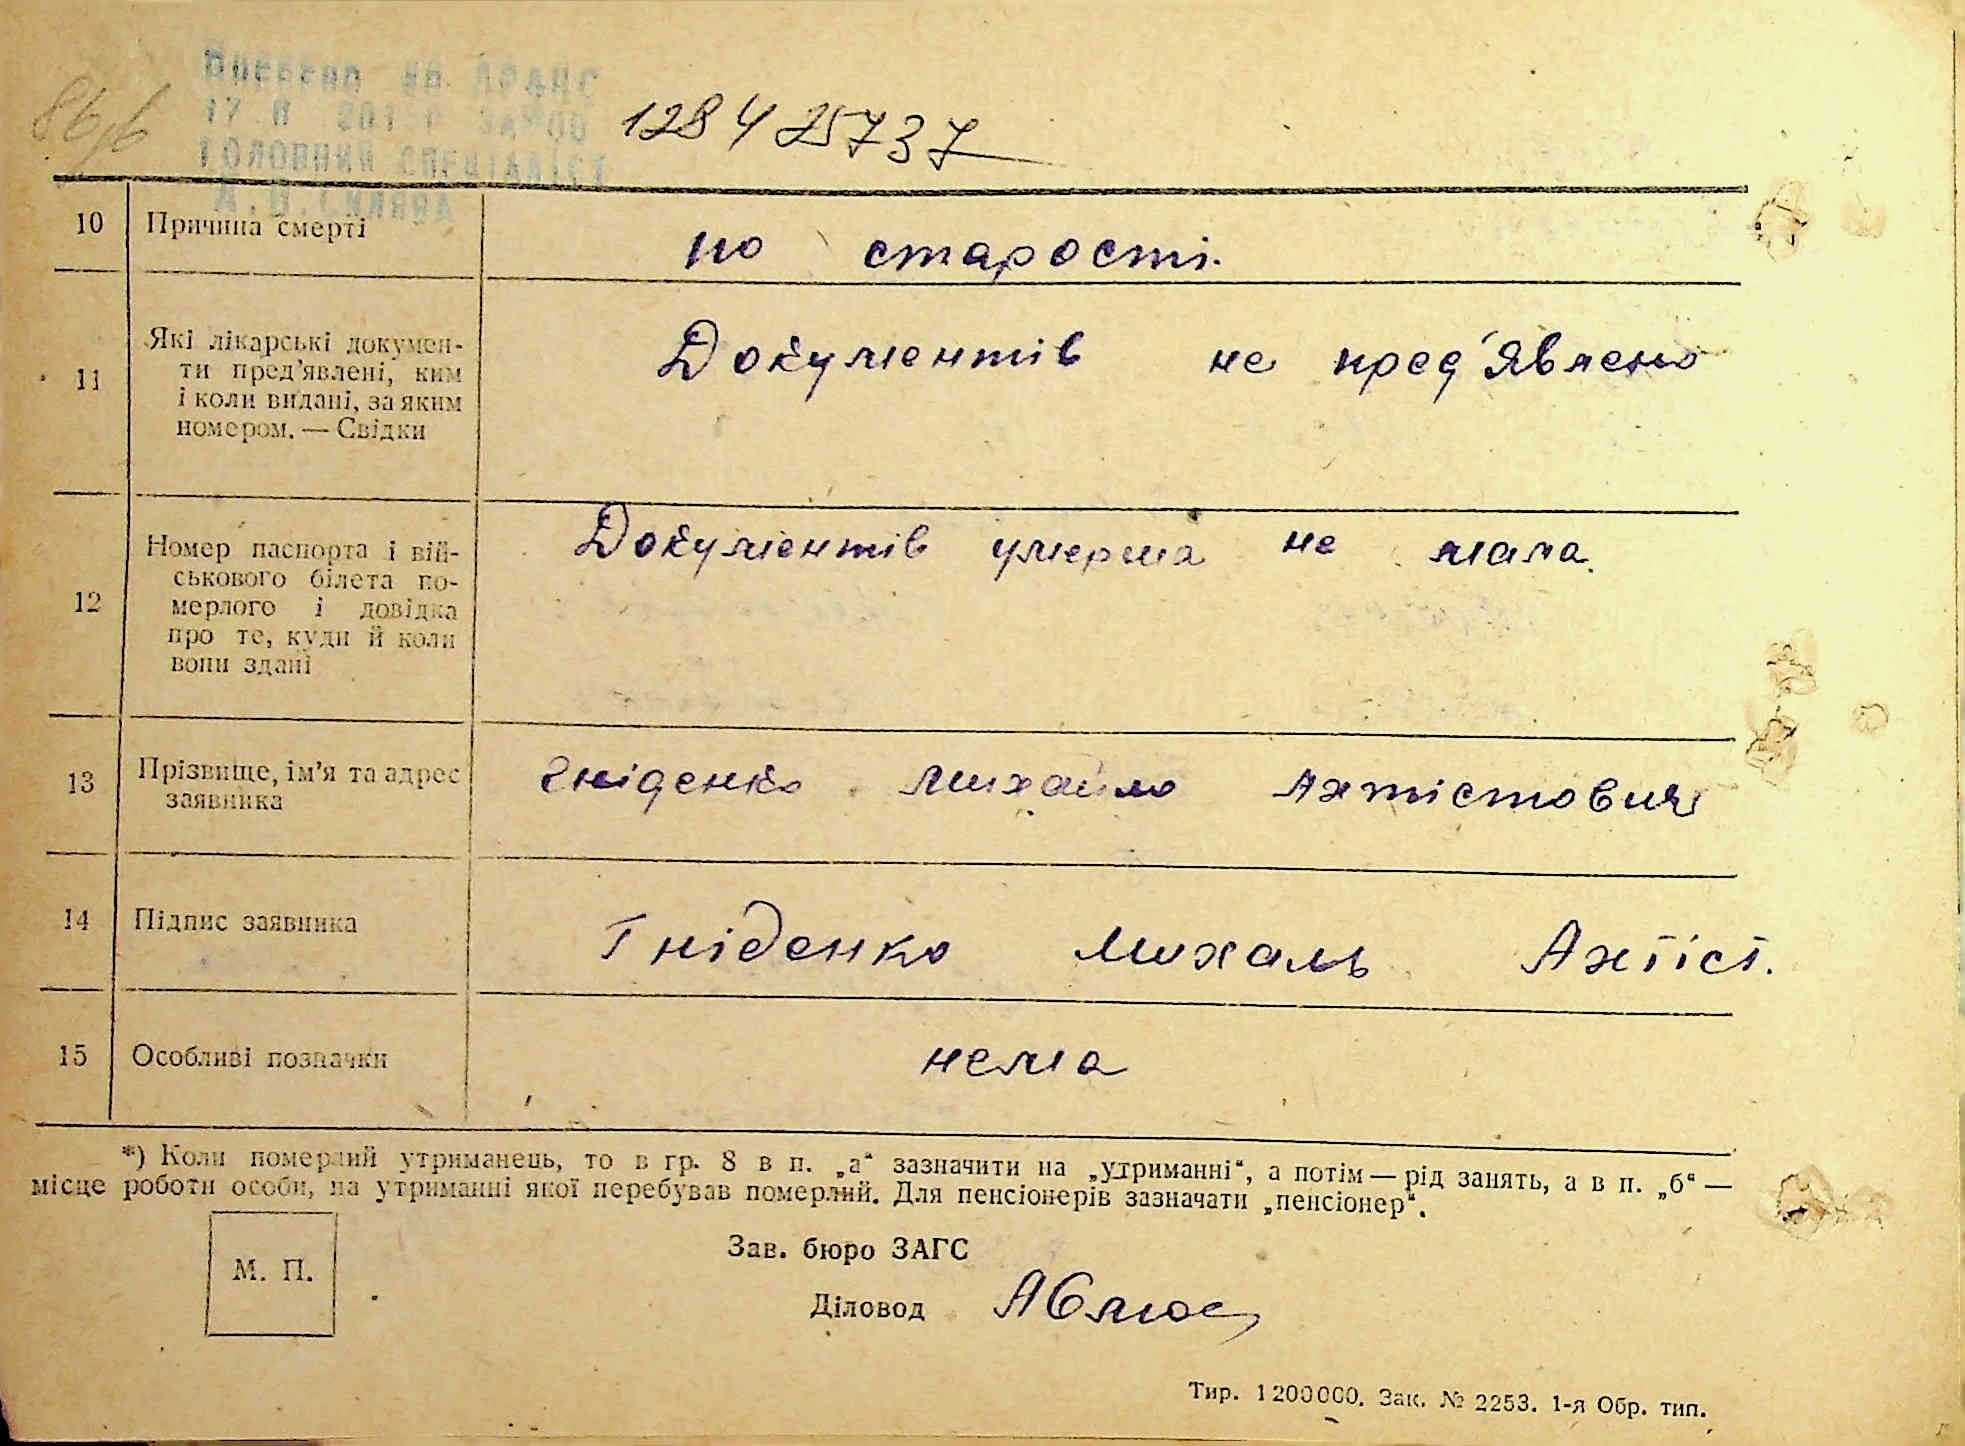 12842573 7
10 Причина смерті по старості.
11 Які лікарські докумен-
ти пред'явлені, ким
і коли видані, за яким
номером. — Свідки
Документів не пред'явлено
12 Номер паспорта і вій-
ськового білета по-
мерлого і довідка
про те, куди й коли
вони здані
Документів умерша не мала.
13 Прізвище, ім'я та адрес
заявника
Гніденко Михайло Ахтістович
14 Підпис заявника Гніденко Михаль Ахтіст.
15 Особливі позначки нема
*) Коли померлий утриманець, то в гр. 8 в п. „а“ зазначити на „утриманні“, а потім — рід занять, а в п. „б“ —
місце роботи особи, на утриманні якої перебував померлий. Для пенсіонерів зазначати „пенсіонер“.
М. П.
Зав. бюро ЗАГС
Діловод
Тир. 1200000. Зак. № 2253. 1-я Обр. тип.